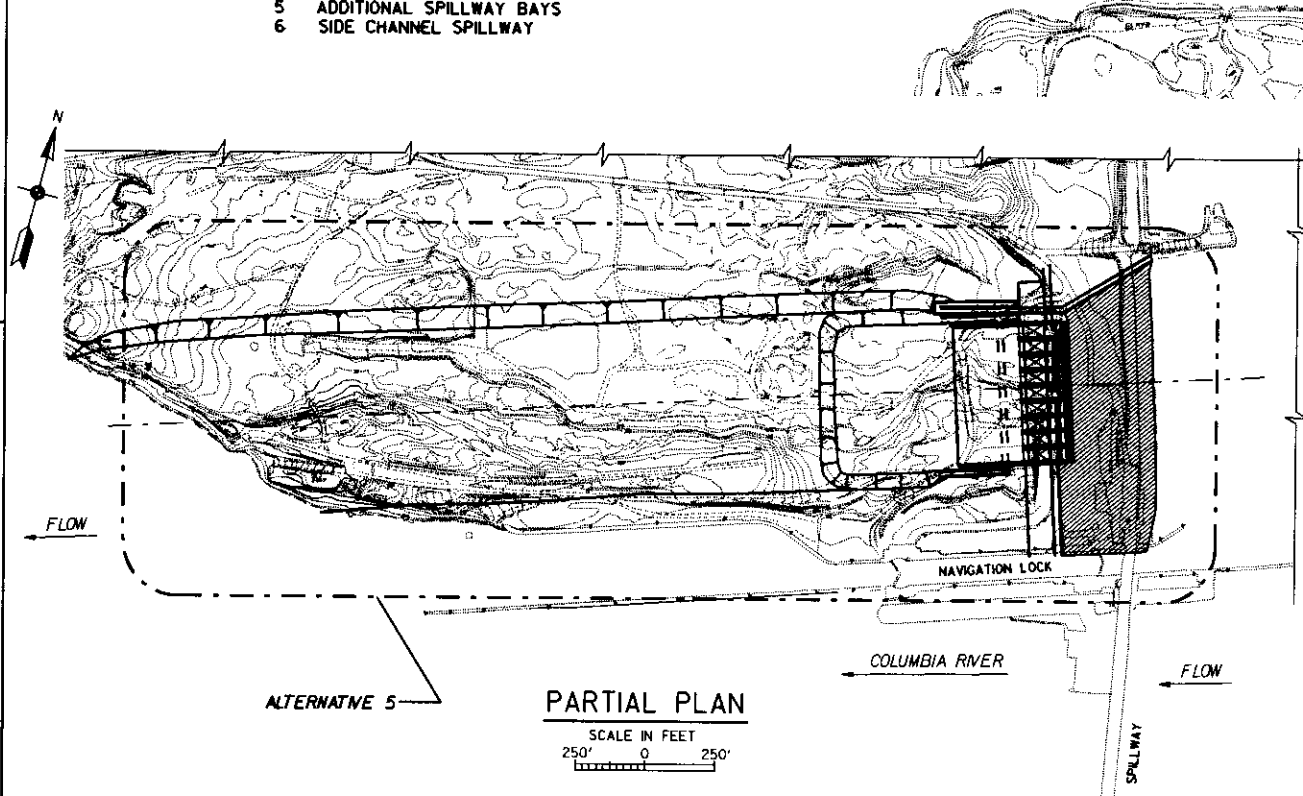 5 ADDITIONAL SPILLWAY BAYS
6 SIDE CHANNEL SPILLWAY
N
FLOW
NAVIGATION LOCK
COLUMBIA RIVER
FLOW
ALTERNATIVE 5
PARTIAL PLAN
SCALE IN FEET
250' 0 250'
SPILLWAY